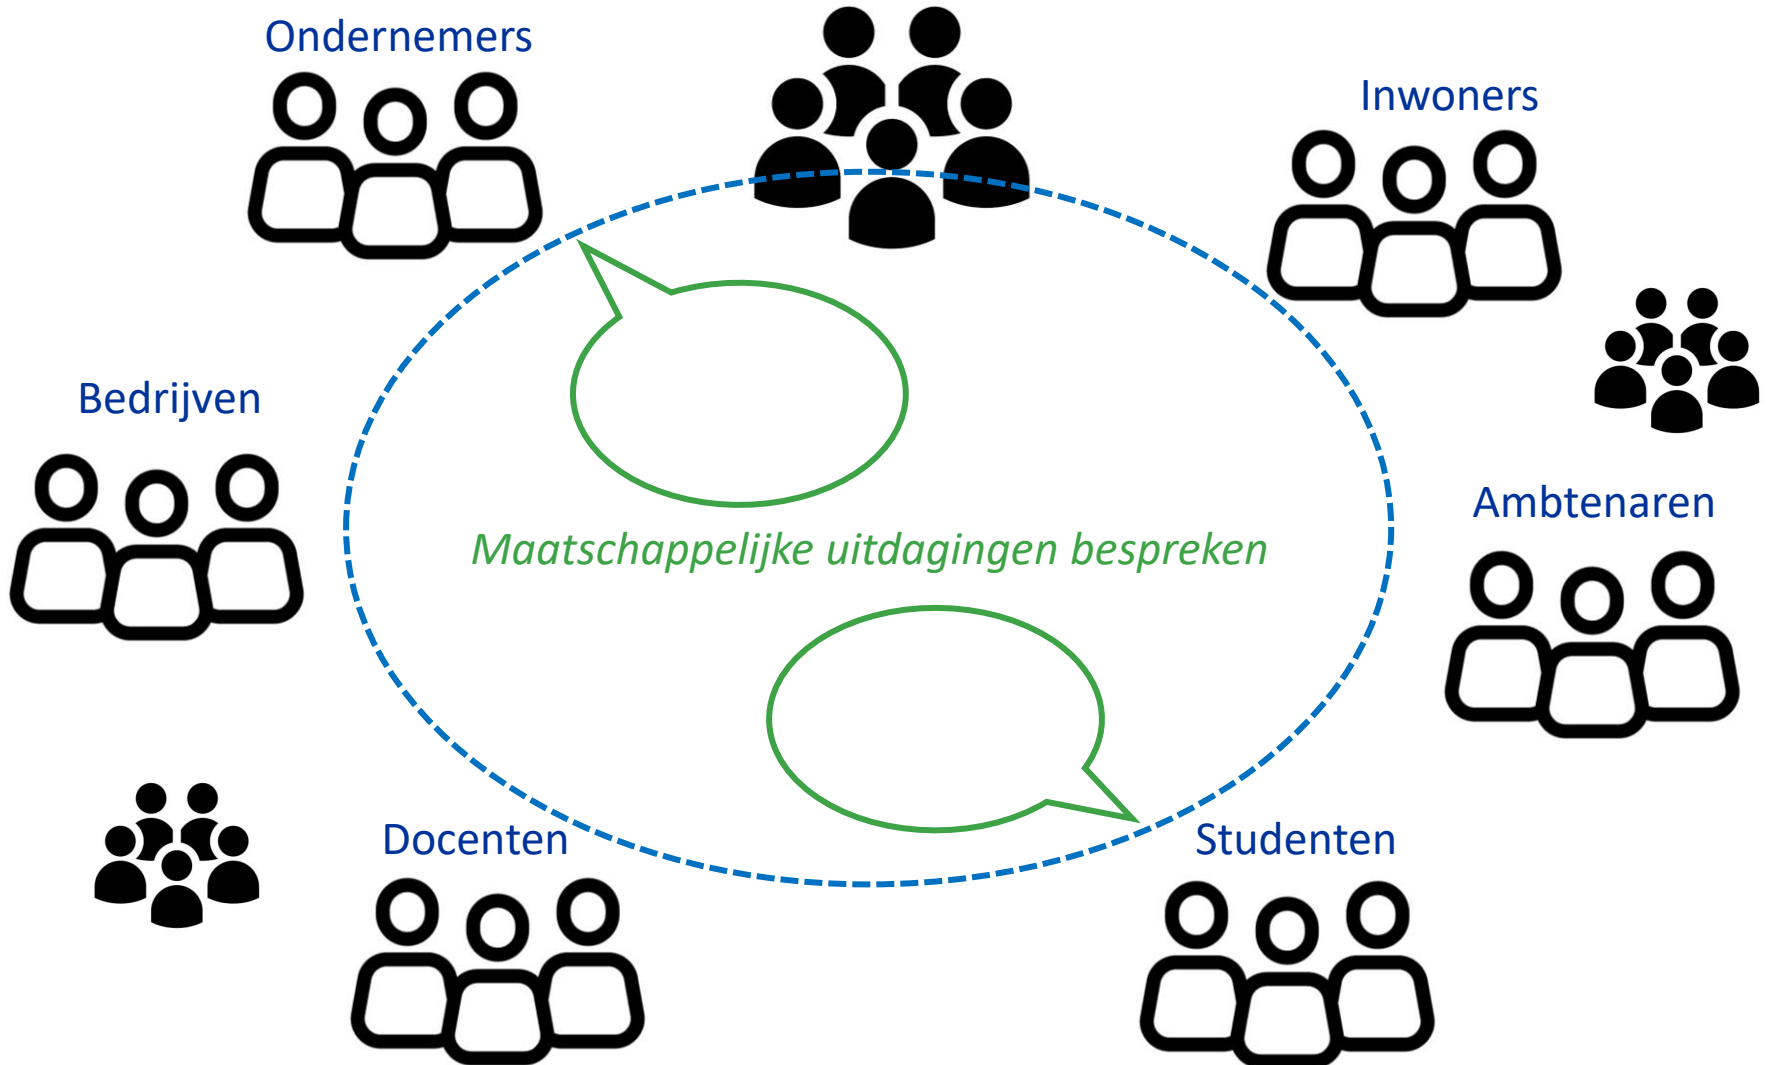 Ondernemers
Inwoners
Bedrijven
Ambtenaren
Maatschappelijke uitdagingen bespreken
Docenten
Studenten